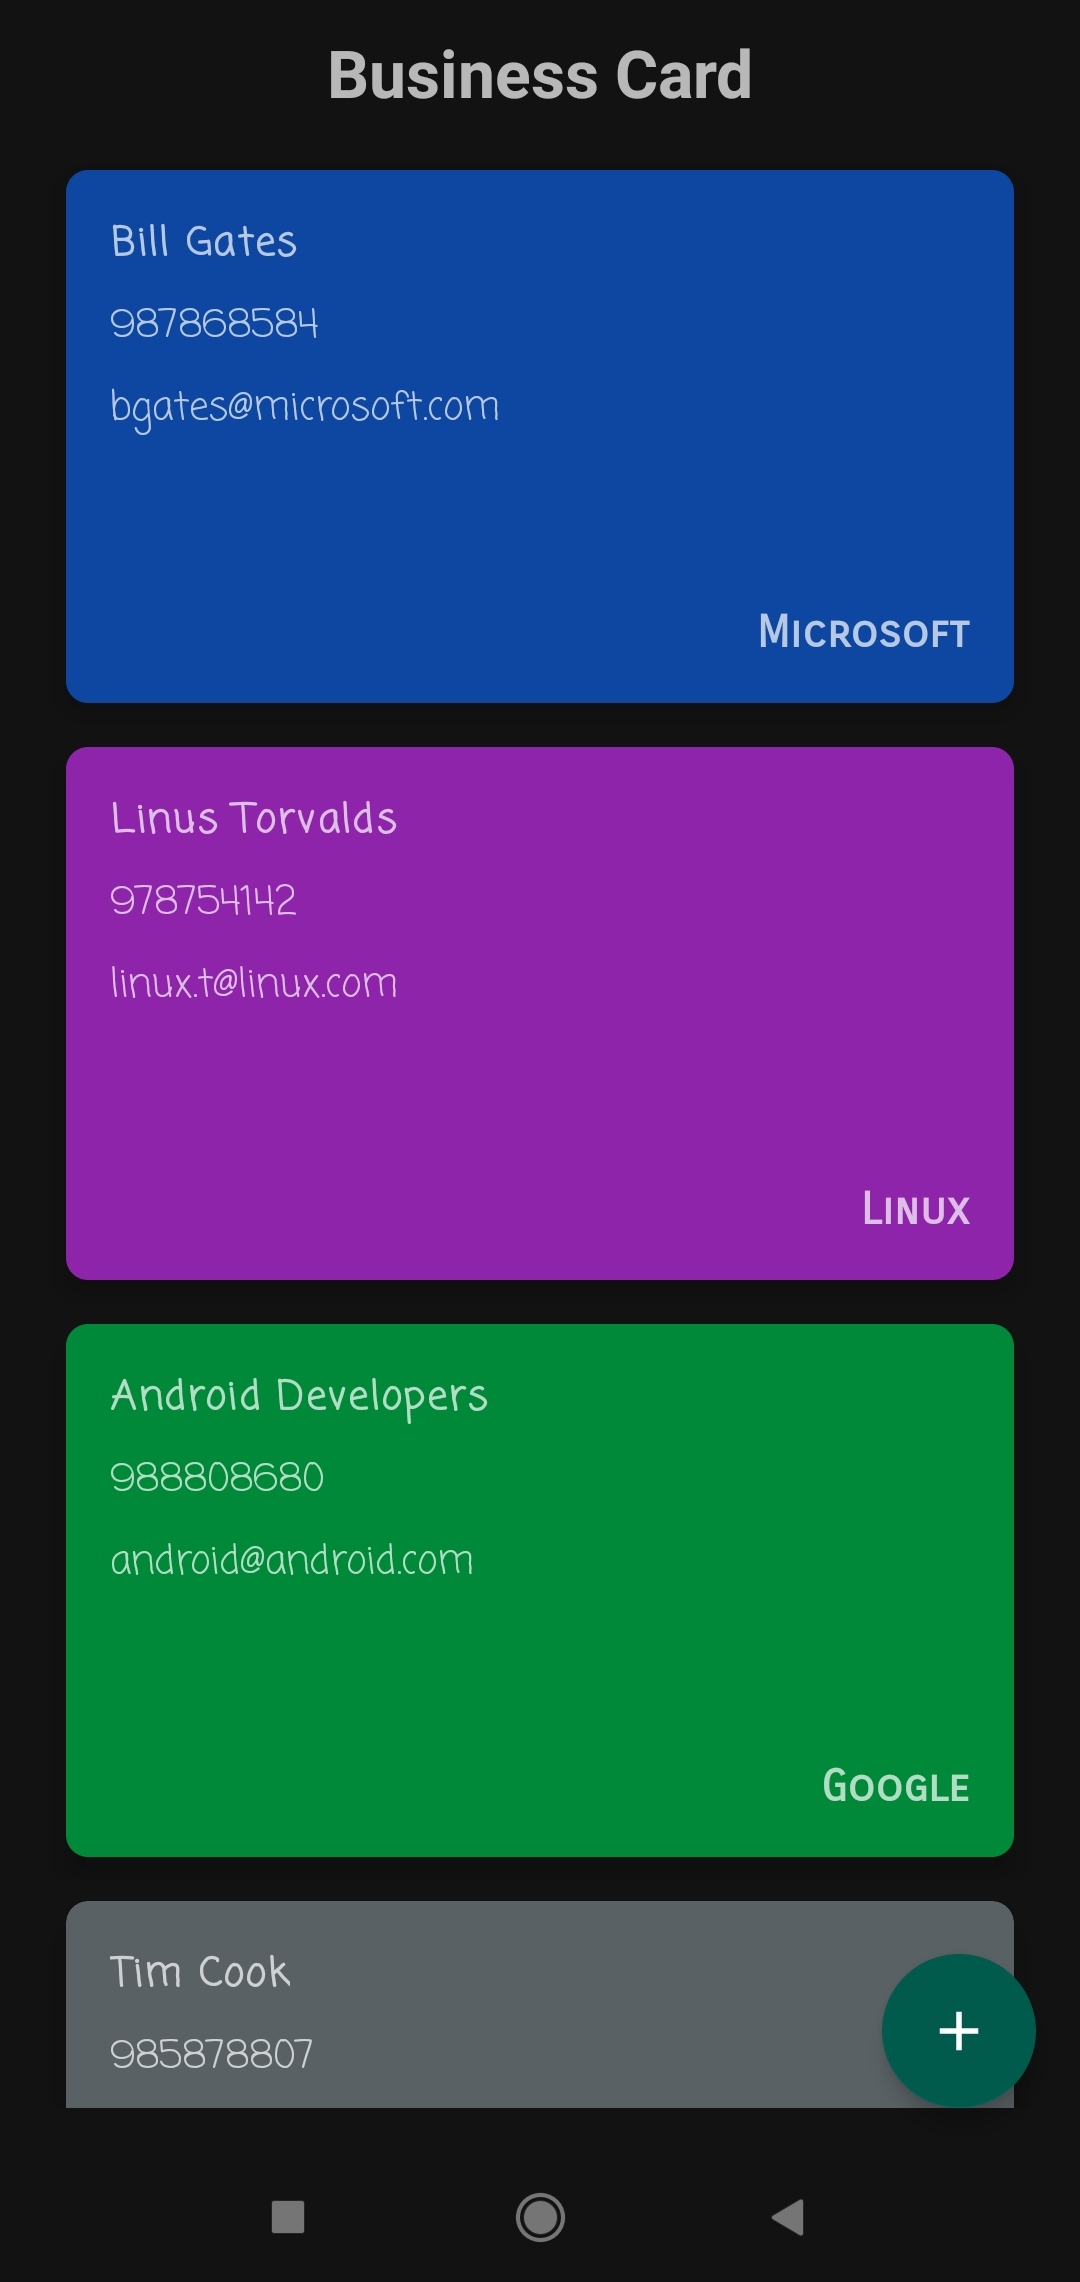 Business Card
Bill Gates
987868584
bgates@microsoft.com
Microsoft
Linus Torvalds
978754142
linux.t@linux.com
Linux
Android Developers
988808680
android@android.com
Google
Tim Cook
985878807
+